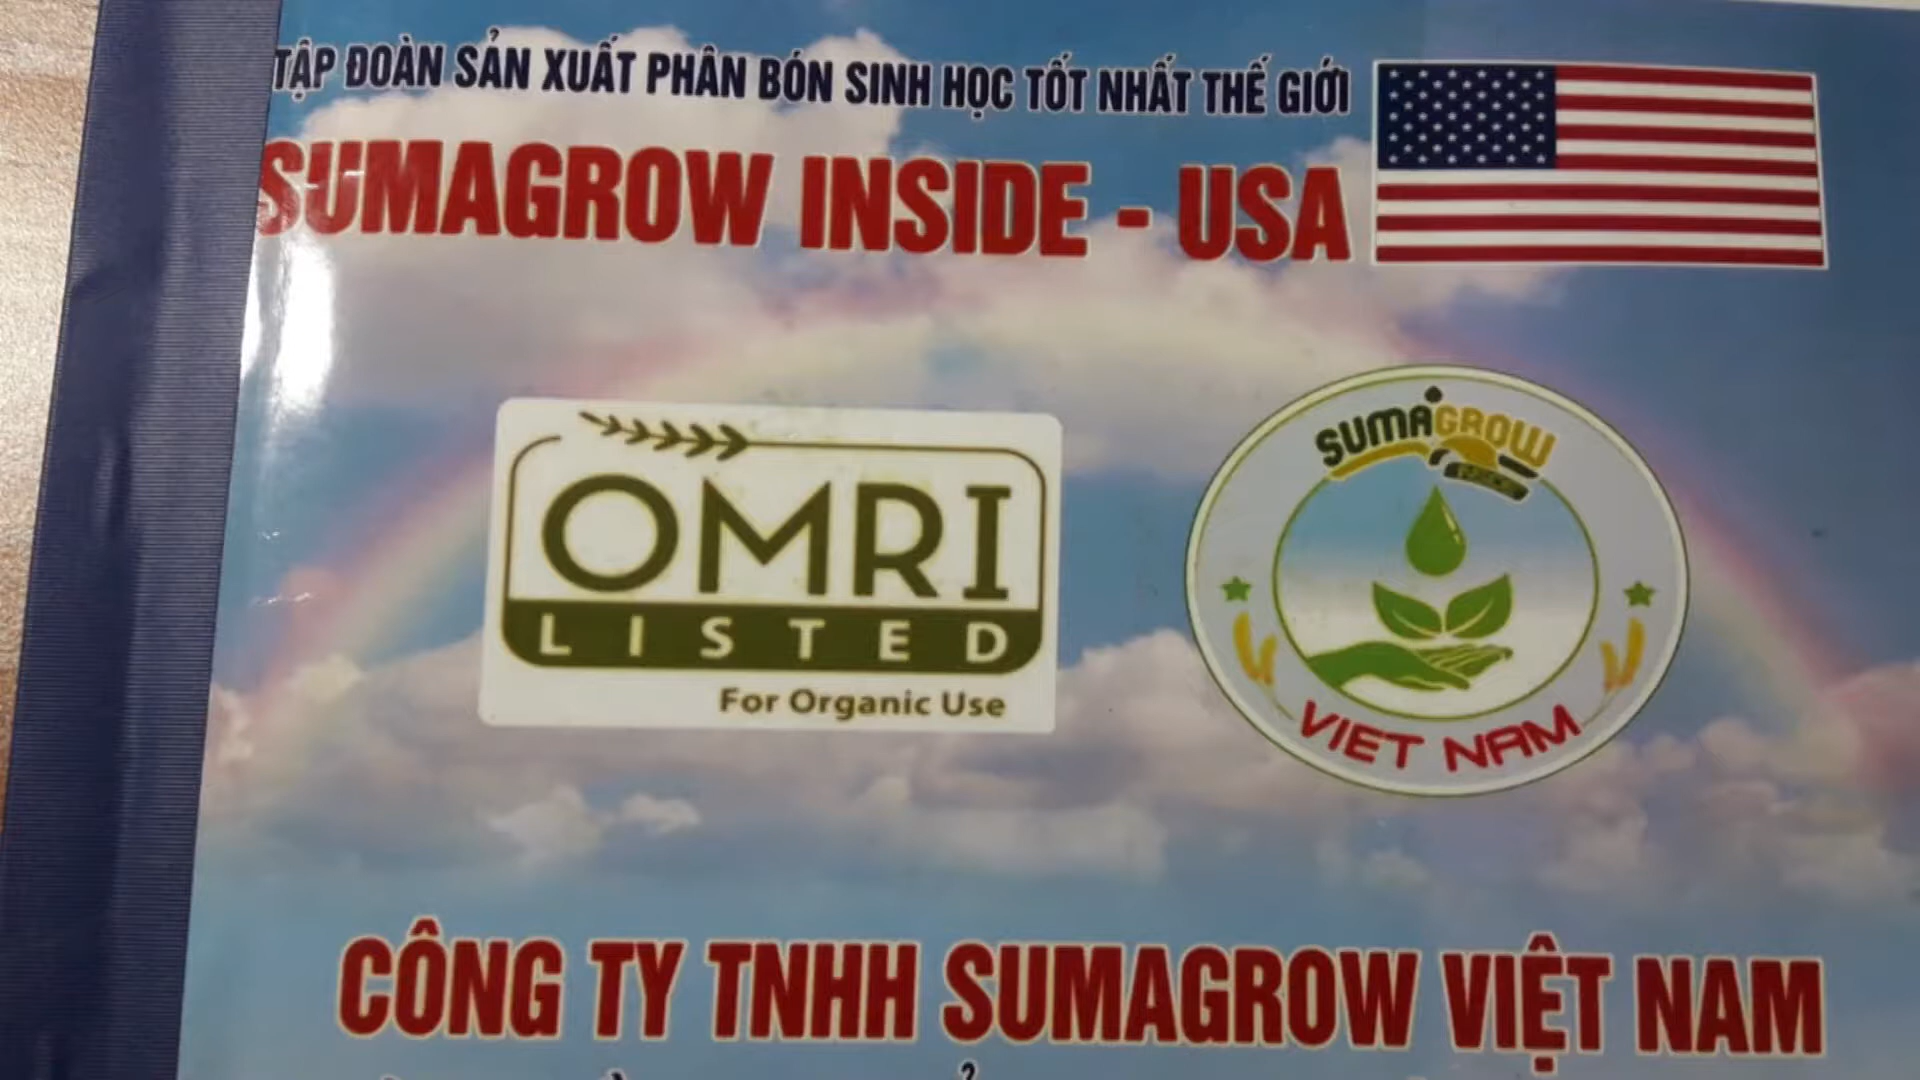 TẬP ĐOÀN SẢN XUẤT PHÂN BÓN SINH HỌC TỐT NHẤT THẾ GIỚI
SUMAGROW INSIDE - USA
OMRI
LISTED
For Organic Use
SUMAGROW
VIET NAM
CÔNG TY TNHH SUMAGROW VIỆT NAM